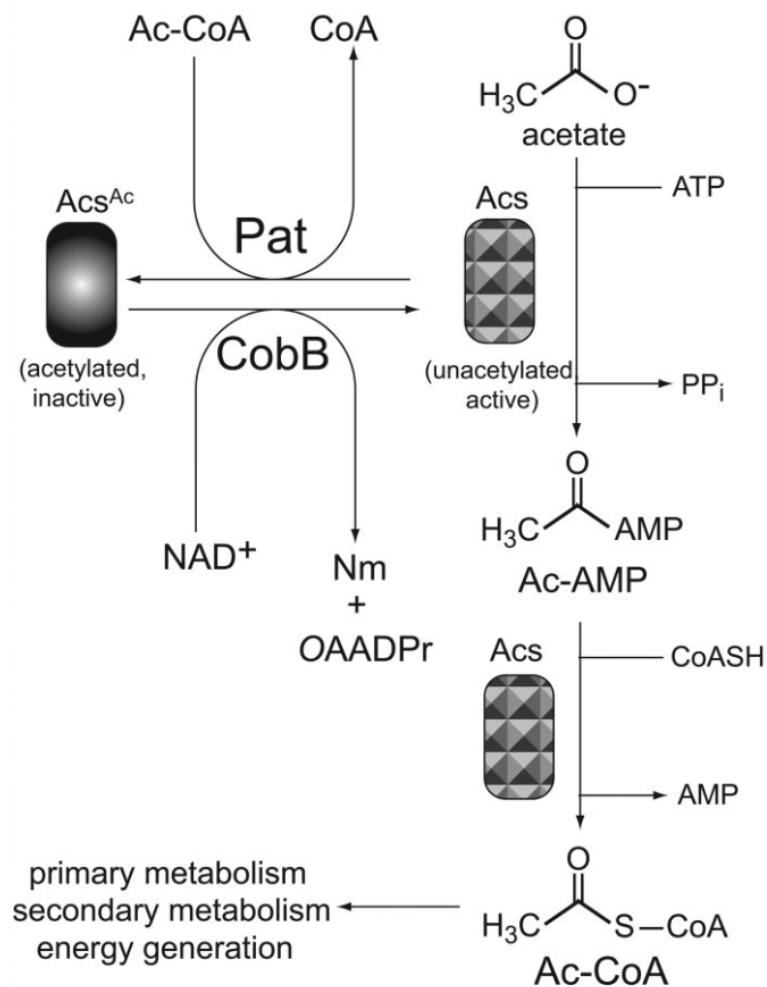 Ac-CoA
CoA
Acsᴬᶜ
Pat
CobB
(acetylated,
inactive)
NAD⁺
Nm
+
OAADPr
O
H₃C
O⁻
acetate
ATP
Acs
(unacetylated,
active)
PPᵢ
O
H₃C
AMP
Ac-AMP
Acs
CoASH
AMP
O
H₃C
S–CoA
Ac-CoA
primary metabolism
secondary metabolism
energy generation